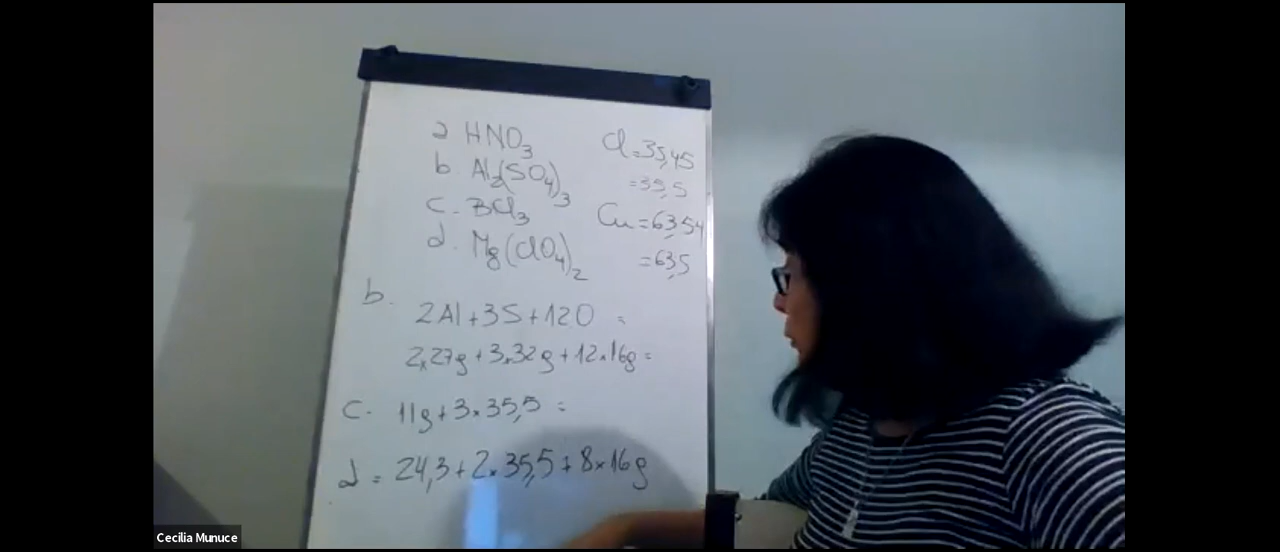 a HNO3
b. Al2(SO4)3
c. BCl3
d. Mg(ClO4)2
Cl=35,45
=35,5
Cu=63,54
=63,5
b.
2Al+3S+12O =
2x27g+3x32g+12x16g=
c. 11g+3x35,5 =
d = 24,3+2x35,5+8x16g
Cecilia Munuce